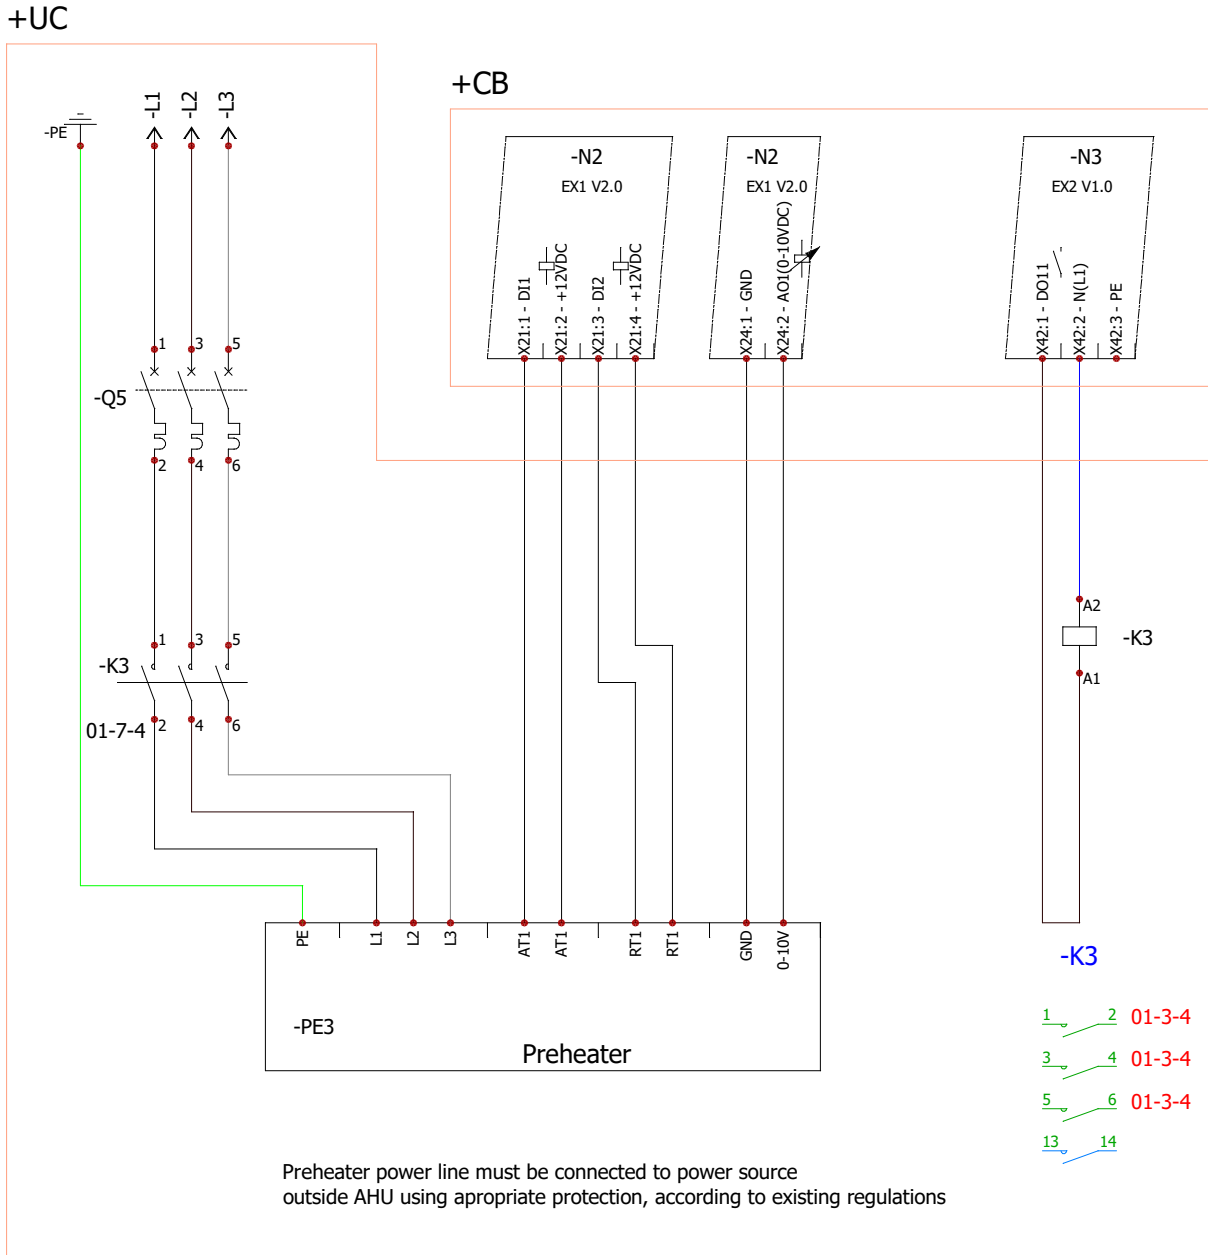 +UC
+CB
-PE
-L1
-L2
-L3
-N2
EX1 V2.0
X21:1 - DI1
X21:2 - +12VDC
X21:3 - DI2
X21:4 - +12VDC
-N2
EX1 V2.0
X24:1 - GND
X24:2 - AO1(0-10VDC)
-N3
EX2 V1.0
X42:1 - DO11
X42:2 - N(L1)
X42:3 - PE
1 3 5
-Q5
2 4 6
1 3 5
-K3
01-7-4
2 4 6
A2
-K3
A1
PE
L1
L2
L3
AT1
AT1
RT1
RT1
GND
0-10V
-PE3
Preheater
-K3
1 2 01-3-4
3 4 01-3-4
5 6 01-3-4
13 14
Preheater power line must be connected to power source
outside AHU using apropriate protection, according to existing regulations